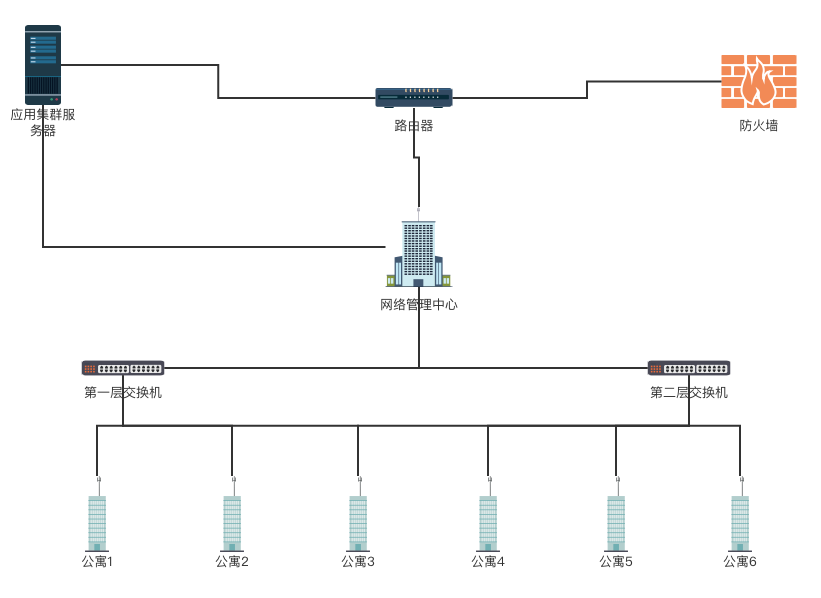 应用集群服
务器
路由器
防火墙
网络管理中心
第一层交换机
第二层交换机
公寓1
公寓2
公寓3
公寓4
公寓5
公寓6